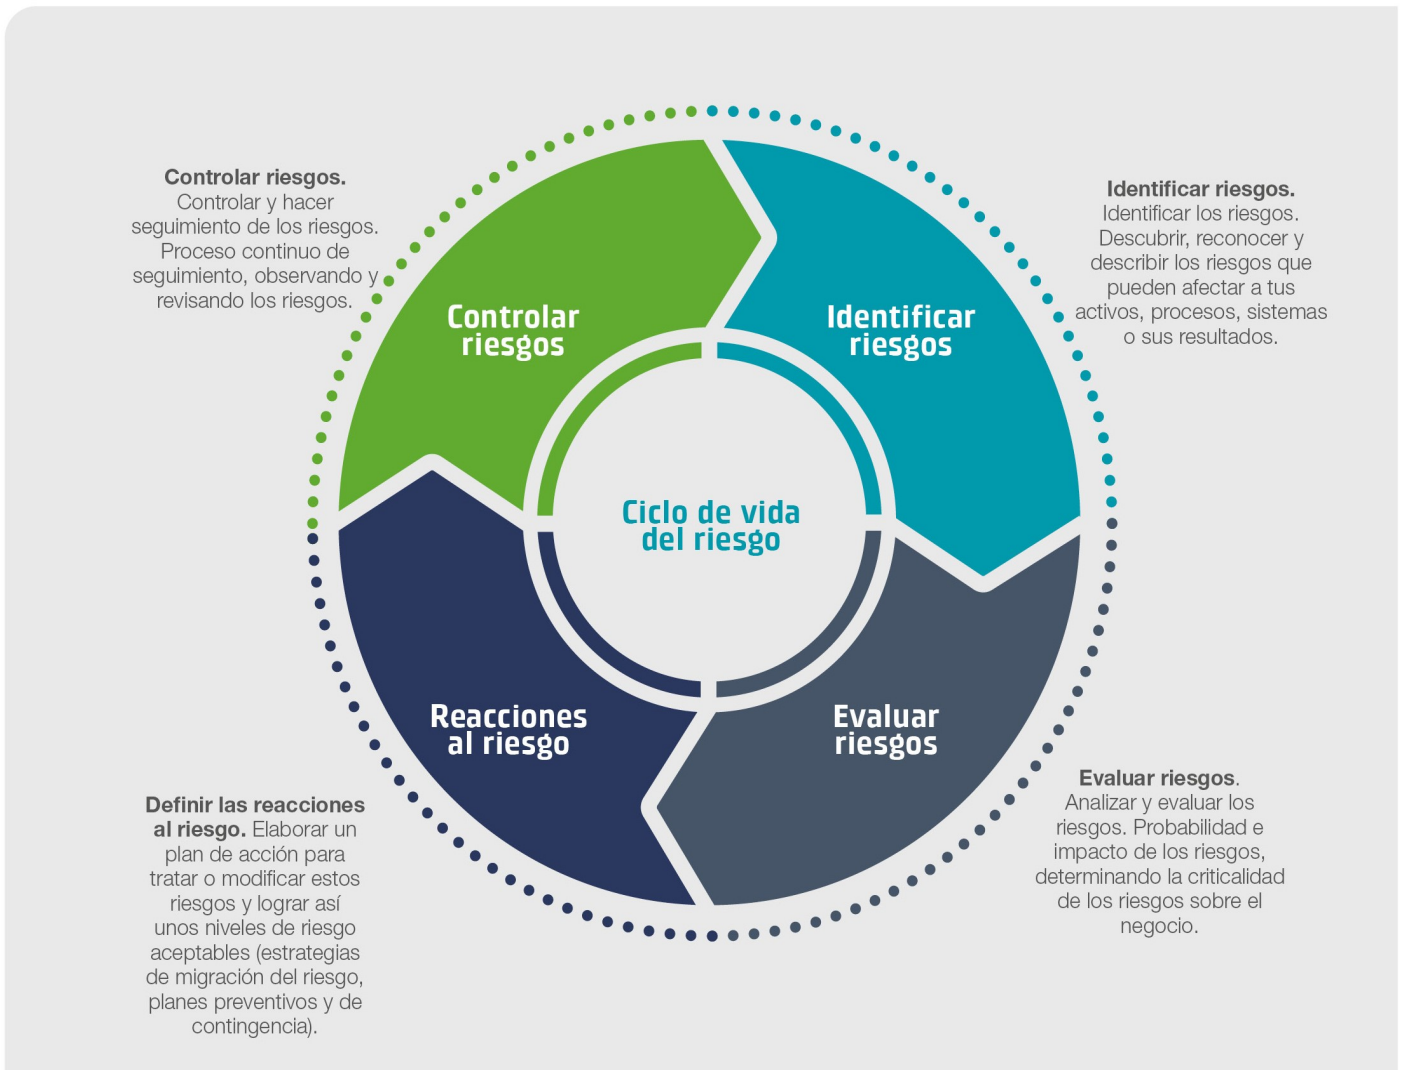 Controlar riesgos.
Controlar y hacer
seguimiento de los riesgos.
Proceso continuo de
seguimiento, observando y
revisando los riesgos.
Identificar riesgos.
Identificar los riesgos.
Descubrir, reconocer y
describir los riesgos que
pueden afectar a tus
activos, procesos, sistemas
o sus resultados.
Controlar
riesgos
Identificar
riesgos
Ciclo de vida
del riesgo
Reacciones
al riesgo
Evaluar
riesgos
Definir las reacciones
al riesgo. Elaborar un
plan de acción para
tratar o modificar estos
riesgos y lograr así
unos niveles de riesgo
aceptables (estrategias
de migración del riesgo,
planes preventivos y de
contingencia).
Evaluar riesgos.
Analizar y evaluar los
riesgos. Probabilidad e
impacto de los riesgos,
determinando la criticalidad
de los riesgos sobre el
negocio.